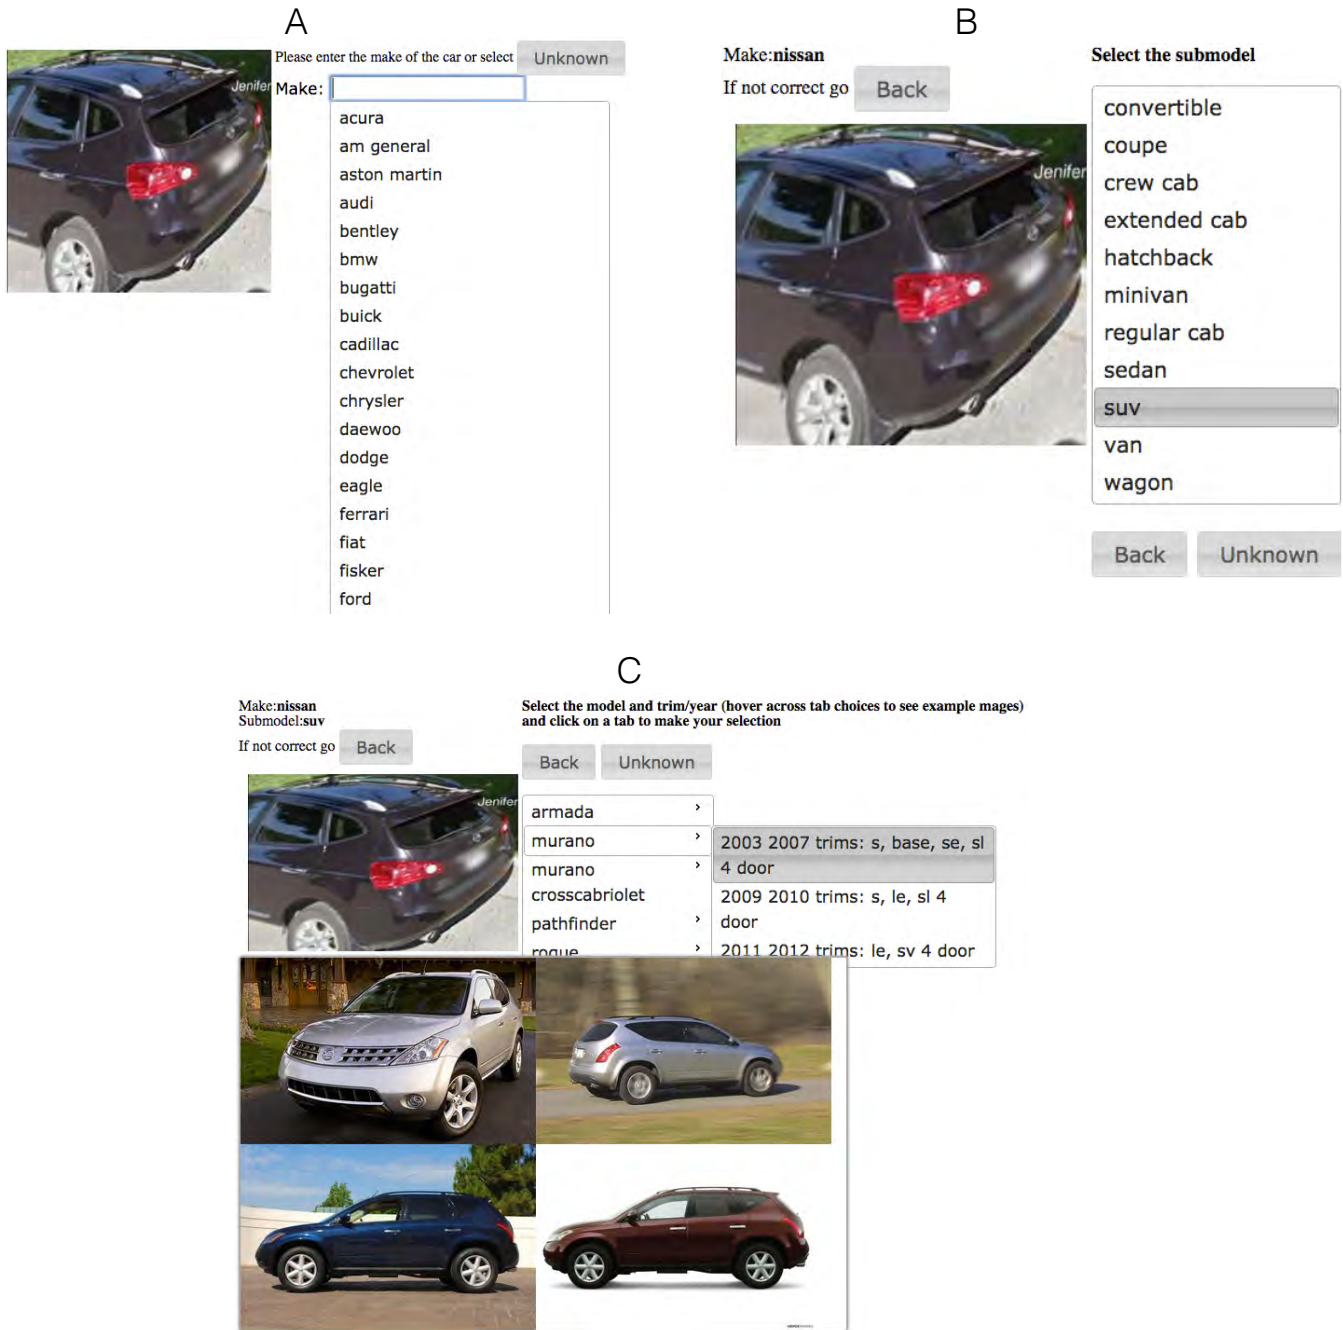 A
Please enter the make of the car or select Unknown
Make:
Jenifer
acura
am general
aston martin
audi
bentley
bmw
bugatti
buick
cadillac
chevrolet
chrysler
daewoo
dodge
eagle
ferrari
fiat
fisker
ford
B
Make:nissan
If not correct go Back
Jenifer
Select the submodel
convertible
coupe
crew cab
extended cab
hatchback
minivan
regular cab
sedan
suv
van
wagon
Back Unknown
C
Make:nissan
Submodel:suv
If not correct go Back
Jenifer
Select the model and trim/year (hover across tab choices to see example mages)
and click on a tab to make your selection
Back Unknown
armada
murano
murano
crosscabriolet
pathfinder
rogue
2003 2007 trims: s, base, se, sl
4 door
2009 2010 trims: s, le, sl 4
door
2011 2012 trims: le, sv 4 door